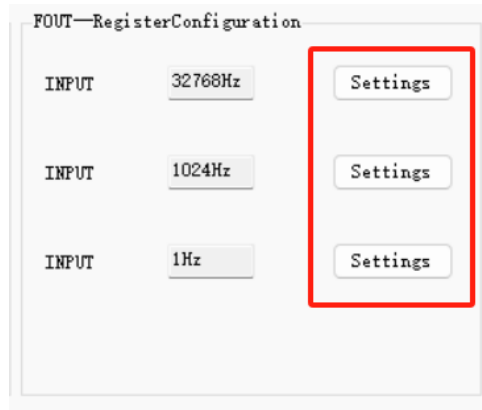 FOUT—RegisterConfiguration
INPUT 32768Hz Settings
INPUT 1024Hz Settings
INPUT 1Hz Settings